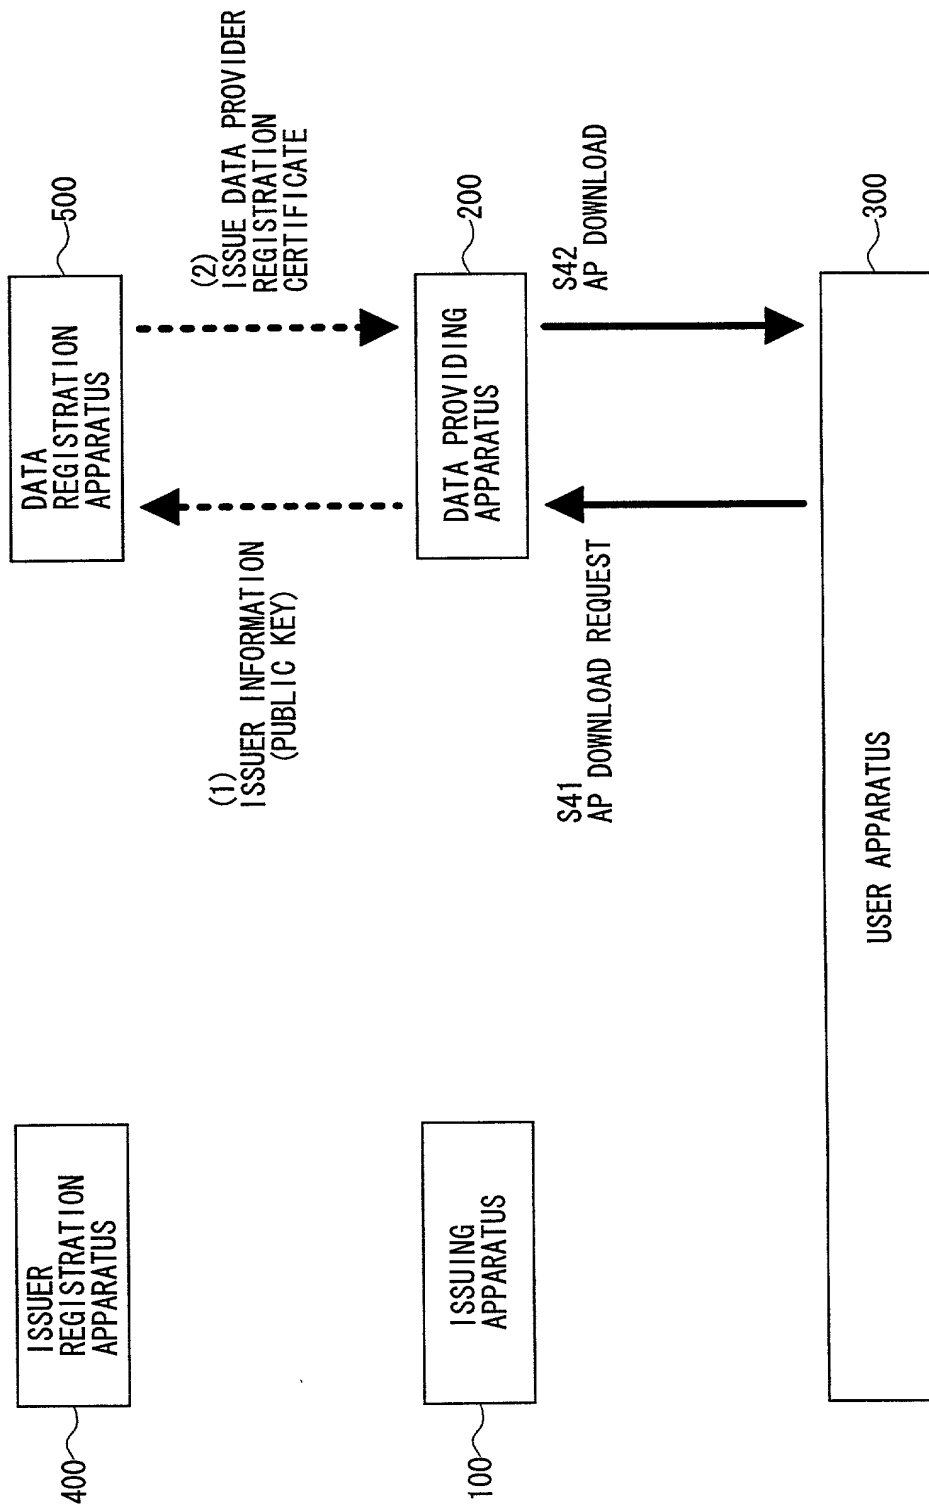 400
ISSUER
REGISTRATION
APPARATUS
DATA
REGISTRATION
APPARATUS
500
(1)
ISSUER INFORMATION
(PUBLIC KEY)
(2)
ISSUE DATA PROVIDER
REGISTRATION
CERTIFICATE
100
ISSUING
APPARATUS
DATA PROVIDING
APPARATUS
200
S41
AP DOWNLOAD REQUEST
S42
AP DOWNLOAD
USER APPARATUS
300